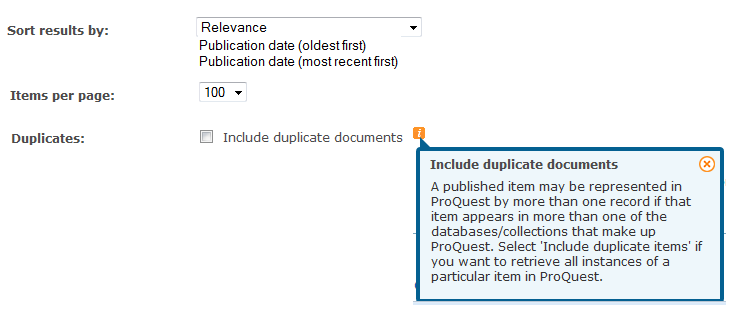 Sort results by:
Relevance
Publication date (oldest first)
Publication date (most recent first)
Items per page:
100
Duplicates:
Include duplicate documents
i
Include duplicate documents
A published item may be represented in
ProQuest by more than one record if that
item appears in more than one of the
databases/collections that make up
ProQuest. Select 'Include duplicate items' if
you want to retrieve all instances of a
particular item in ProQuest.